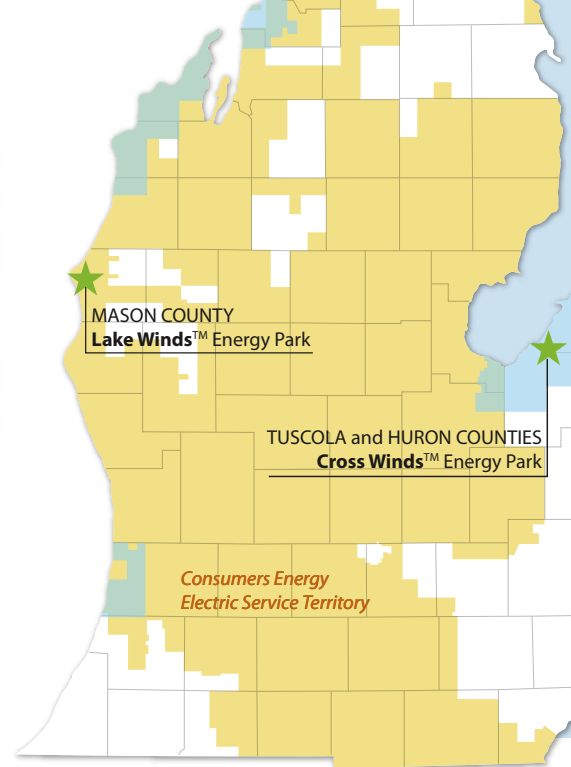 MASON COUNTY
Lake Winds™ Energy Park
TUSCOLA and HURON COUNTIES
Cross Winds™ Energy Park
Consumers Energy
Electric Service Territory